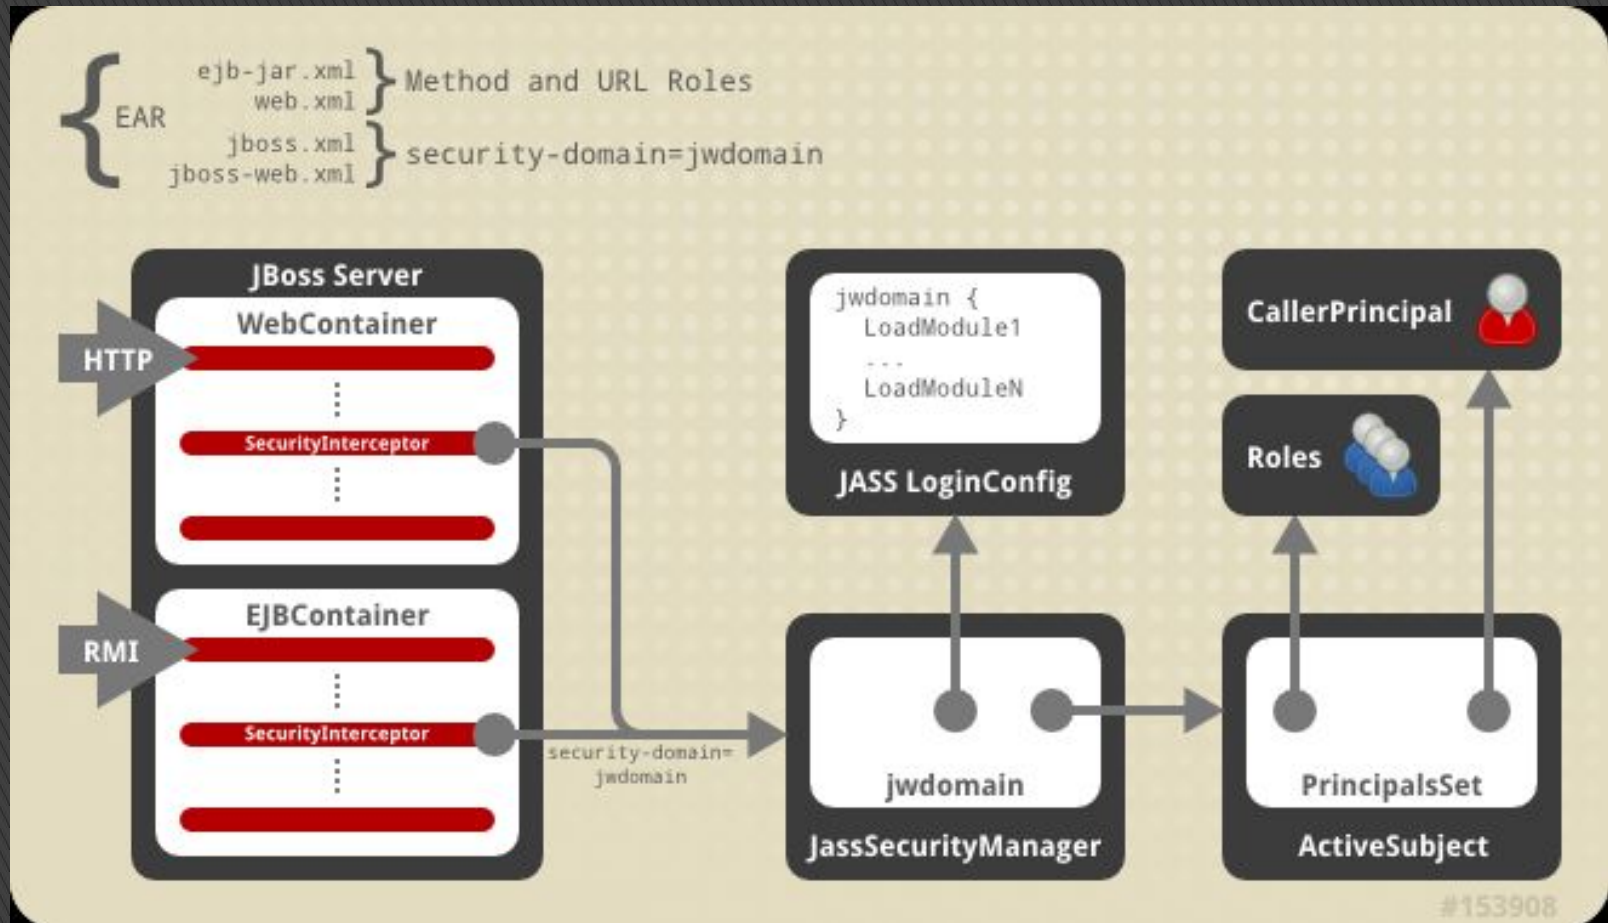 EAR
ejb-jar.xml
web.xml
Method and URL Roles
jboss.xml
jboss-web.xml
security-domain=jwdomain
JBoss Server
WebContainer
HTTP
SecurityInterceptor
EJBContainer
RMI
SecurityInterceptor
security-domain=
jwdomain
jwdomain {
LoadModule1
...
LoadModuleN
}
JASS LoginConfig
jwdomain
JassSecurityManager
CallerPrincipal
Roles
PrincipalsSet
ActiveSubject
#153908